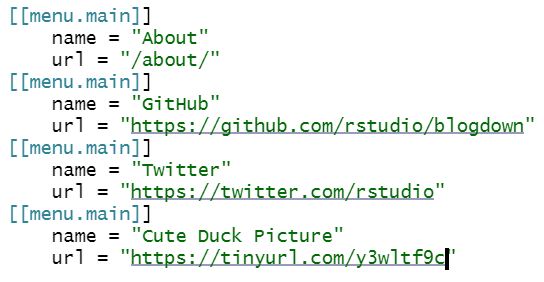 [[menu.main]]
name = "About"
url = "/about/"
[[menu.main]]
name = "GitHub"
url = "https://github.com/rstudio/blogdown"
[[menu.main]]
name = "Twitter"
url = "https://twitter.com/rstudio"
[[menu.main]]
name = "Cute Duck Picture"
url = "https://tinyurl.com/y3wltf9c"